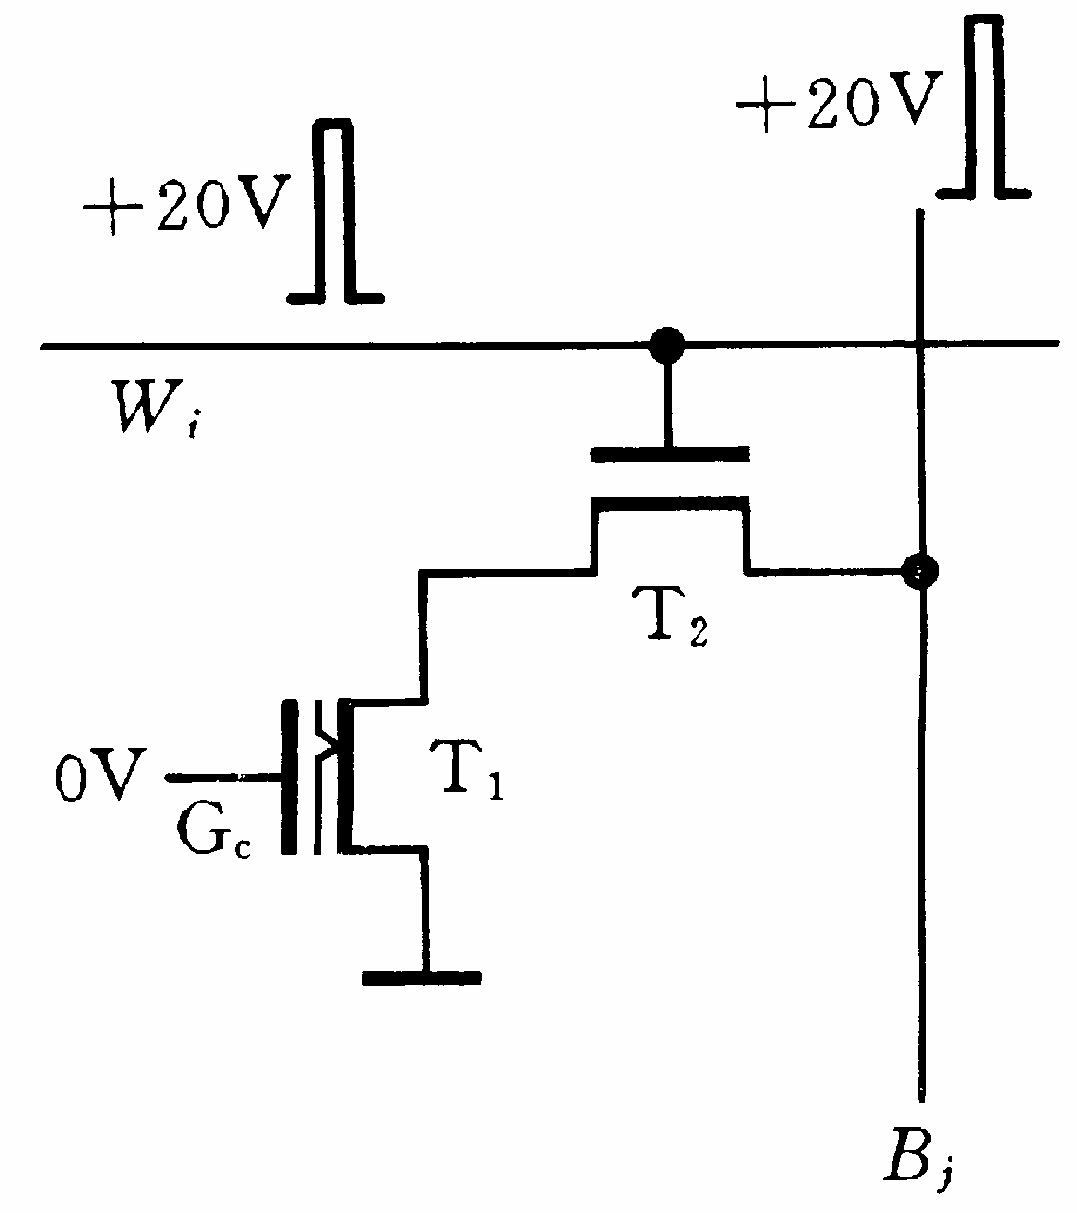 +20V
+20V
W_i
T_2
0V
G_c
T_1
B_j